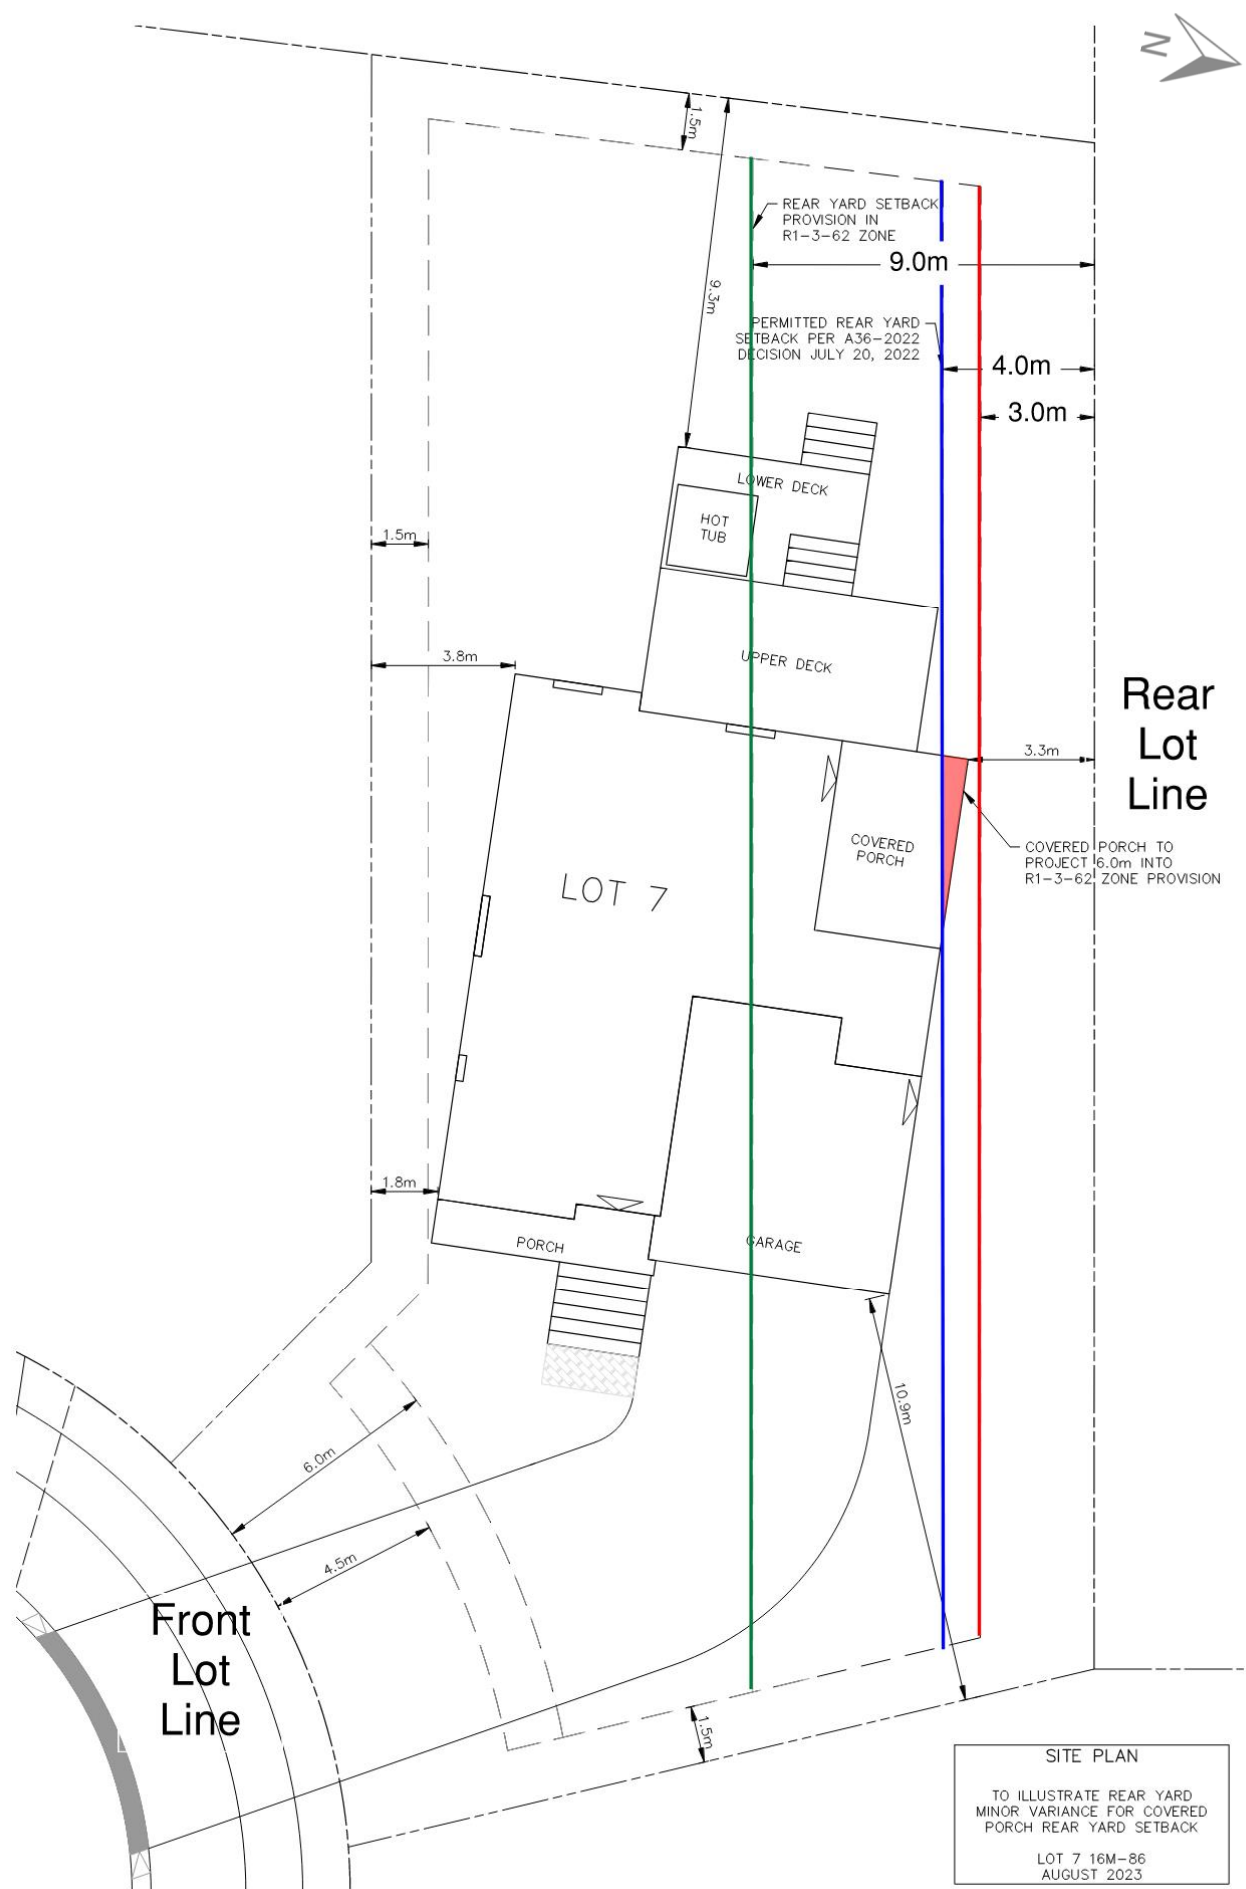 N
1.5m
REAR YARD SETBACK
PROVISION IN
R1-3-62 ZONE
9.0m
9.3m
PERMITTED REAR YARD
SETBACK PER A36-2022
DECISION JULY 20, 2022
4.0m
3.0m
LOWER DECK
HOT
TUB
1.5m
3.8m
UPPER DECK
Rear
Lot
Line
3.3m
COVERED
PORCH
COVERED PORCH TO
PROJECT 6.0m INTO
R1-3-62 ZONE PROVISION
LOT 7
1.8m
PORCH
GARAGE
10.9m
6.0m
4.5m
Front
Lot
Line
1.5m
SITE PLAN
TO ILLUSTRATE REAR YARD
MINOR VARIANCE FOR COVERED
PORCH REAR YARD SETBACK
LOT 7 16M-86
AUGUST 2023